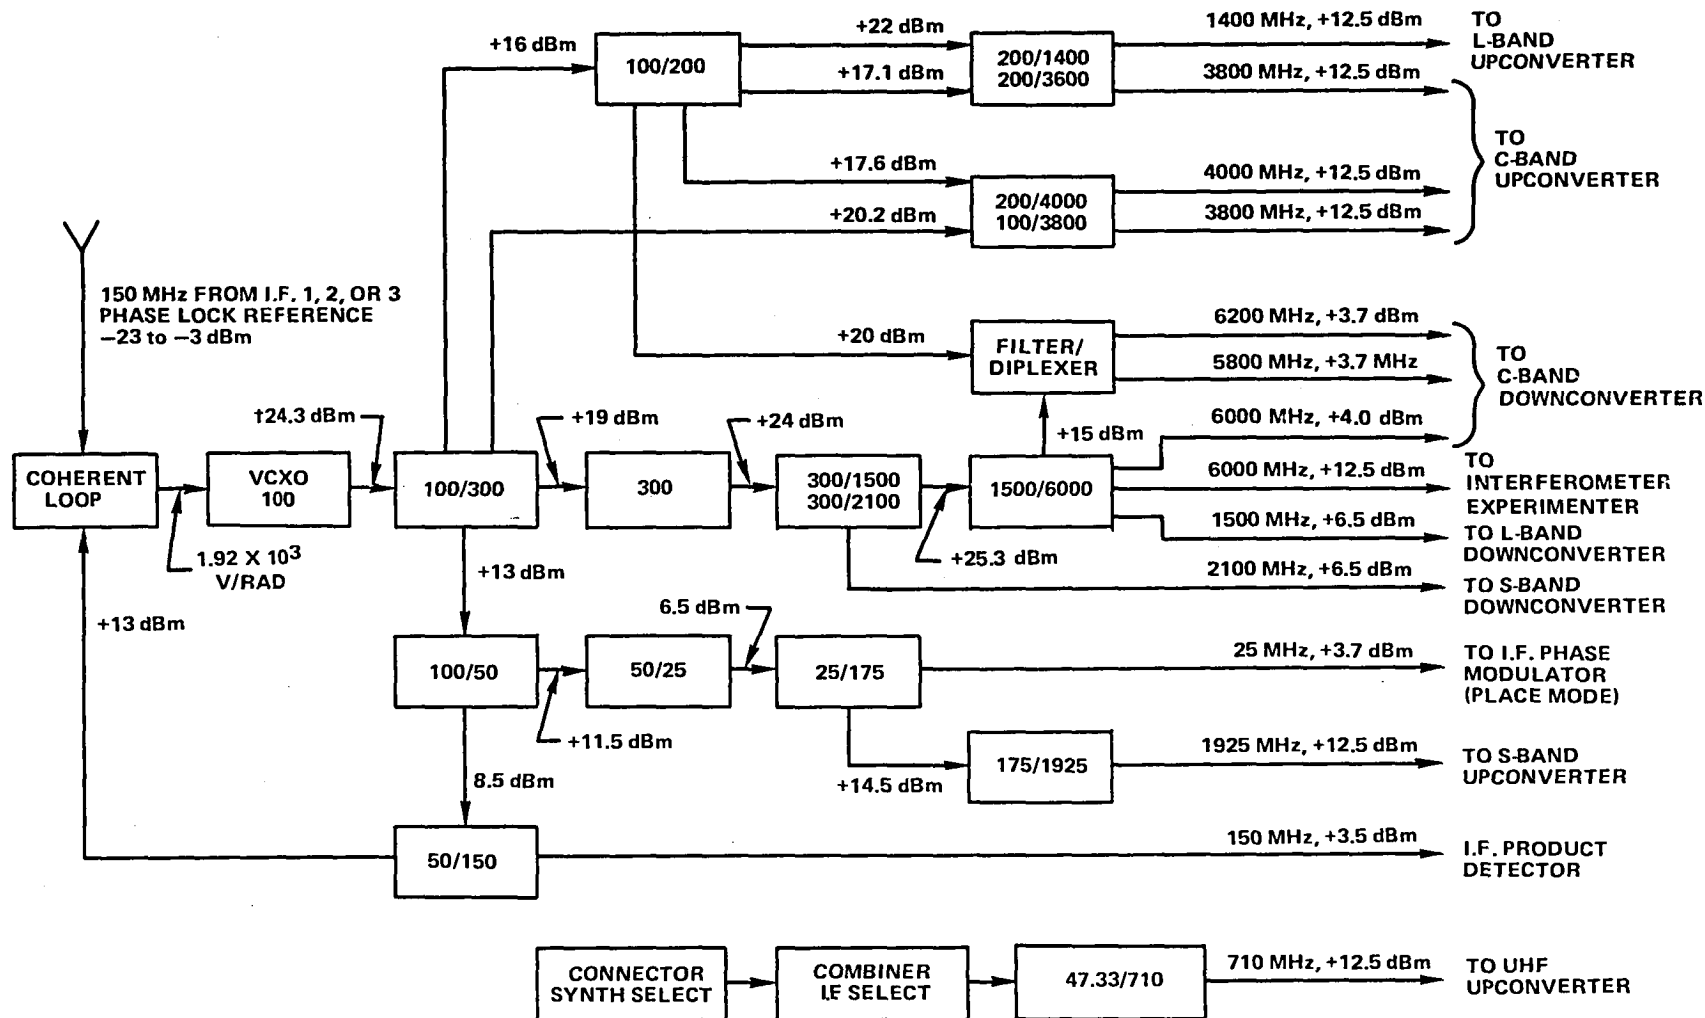 +16 dBm
100/200
+22 dBm
+17.1 dBm
200/1400
200/3600
1400 MHz, +12.5 dBm
3800 MHz, +12.5 dBm
TO
L-BAND
UPCONVERTER
+17.6 dBm
+20.2 dBm
200/4000
100/3800
4000 MHz, +12.5 dBm
3800 MHz, +12.5 dBm
TO
C-BAND
UPCONVERTER
150 MHz FROM I.F. 1, 2, OR 3
PHASE LOCK REFERENCE
−23 to −3 dBm
+20 dBm
FILTER/
DIPLEXER
6200 MHz, +3.7 dBm
5800 MHz, +3.7 MHz
6000 MHz, +4.0 dBm
TO
C-BAND
DOWNCONVERTER
COHERENT
LOOP
1.92 X 10³
V/RAD
VCXO
100
†24.3 dBm
100/300
+19 dBm
300
+24 dBm
300/1500
300/2100
+25.3 dBm
+15 dBm
1500/6000
6000 MHz, +12.5 dBm
TO
INTERFEROMETER
EXPERIMENTER
1500 MHz, +6.5 dBm
TO L-BAND
DOWNCONVERTER
2100 MHz, +6.5 dBm
TO S-BAND
DOWNCONVERTER
+13 dBm
+13 dBm
100/50
+11.5 dBm
50/25
6.5 dBm
25/175
25 MHz, +3.7 dBm
TO I.F. PHASE
MODULATOR
(PLACE MODE)
8.5 dBm
+14.5 dBm
175/1925
1925 MHz, +12.5 dBm
TO S-BAND
UPCONVERTER
50/150
150 MHz, +3.5 dBm
I.F. PRODUCT
DETECTOR
CONNECTOR
SYNTH SELECT
COMBINER
I.F SELECT
47.33/710
710 MHz, +12.5 dBm
TO UHF
UPCONVERTER